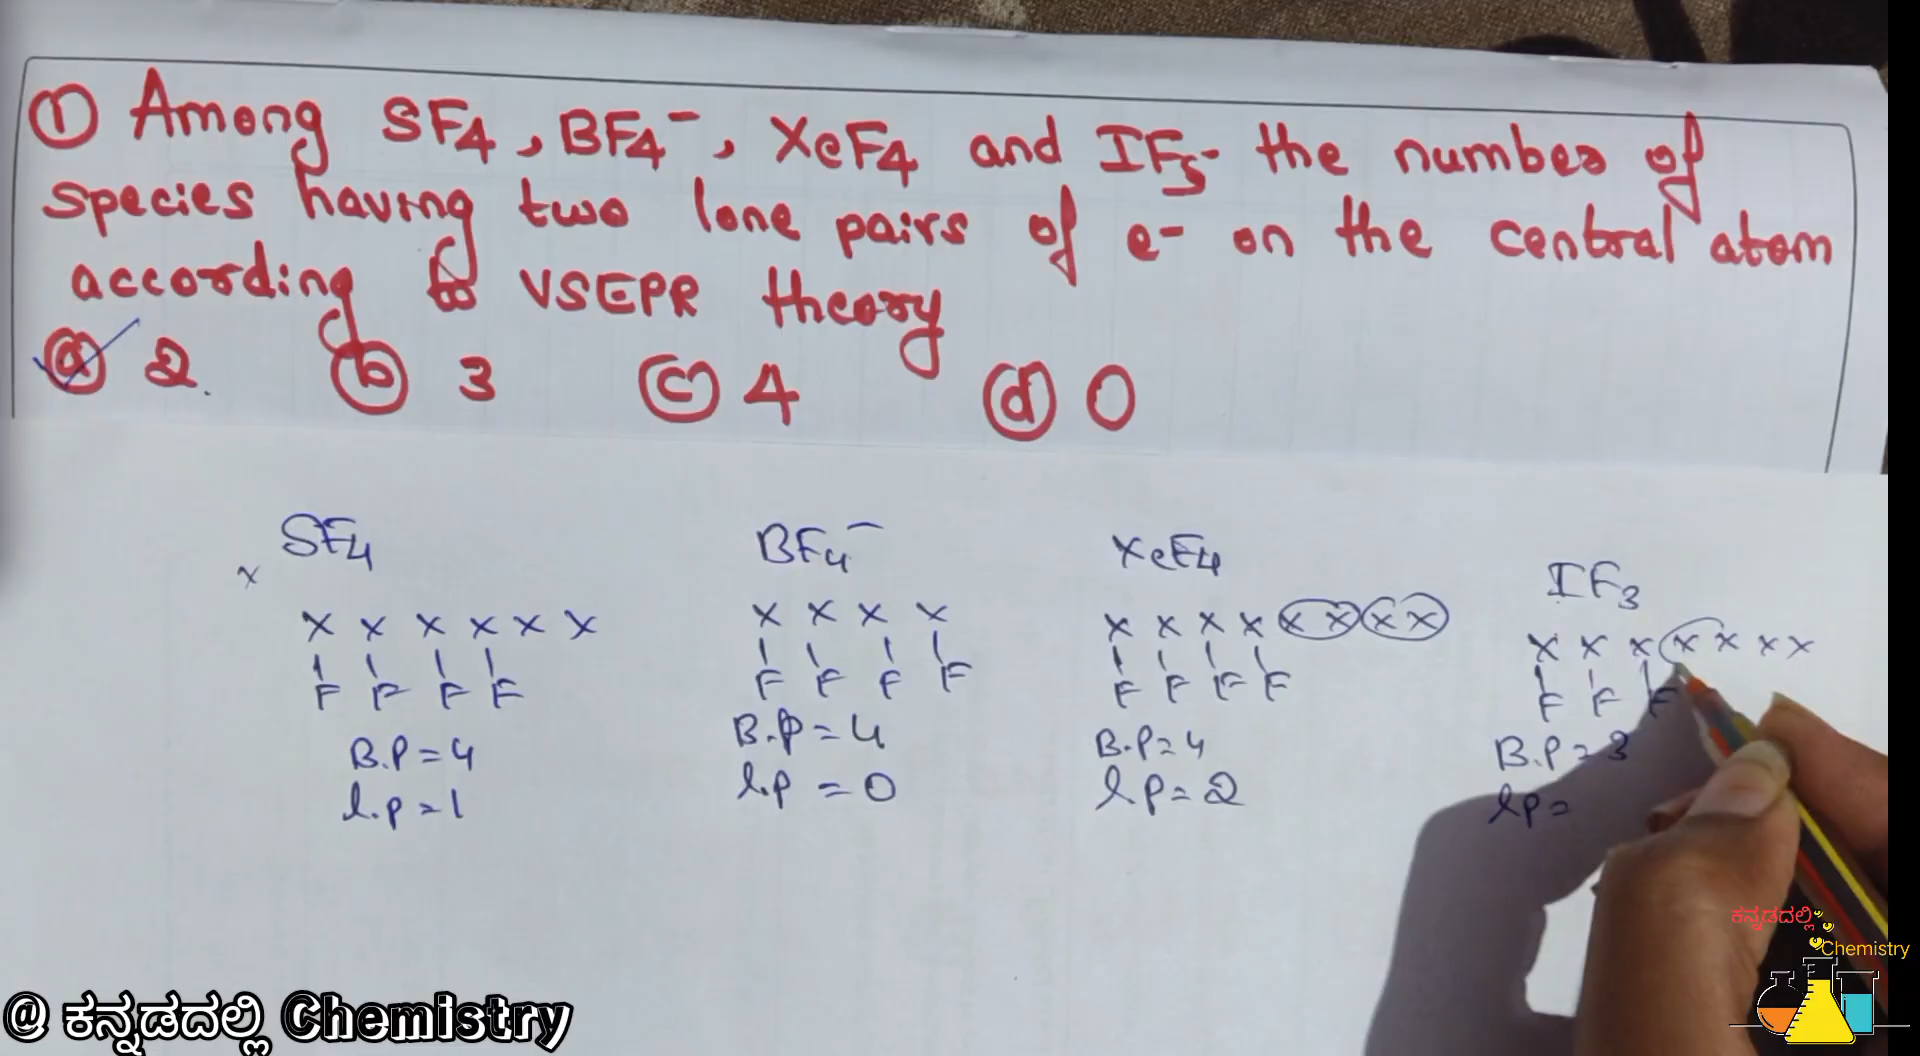 ① Among SF4, BF4⁻, XeF4 and IF5⁻ the number of
species having two lone pairs of e- on the central atom
according to VSEPR theory
ⓐ 2. ⓑ 3 ⓒ 4 ⓓ 0
SF4 BF4⁻ XeF4 IF3
x
x x x x x x x x x x x x x x x x x x x x x x x x x
F F F F F F F F F F F F F F F
B.P = 4 B.P = 4 B.P = 4 B.P = 3
l.p = 1 l.p = 0 l.p = 2 l.p =
ಕನ್ನಡದಲ್ಲಿ
Chemistry
@ ಕನ್ನಡದಲ್ಲಿ Chemistry